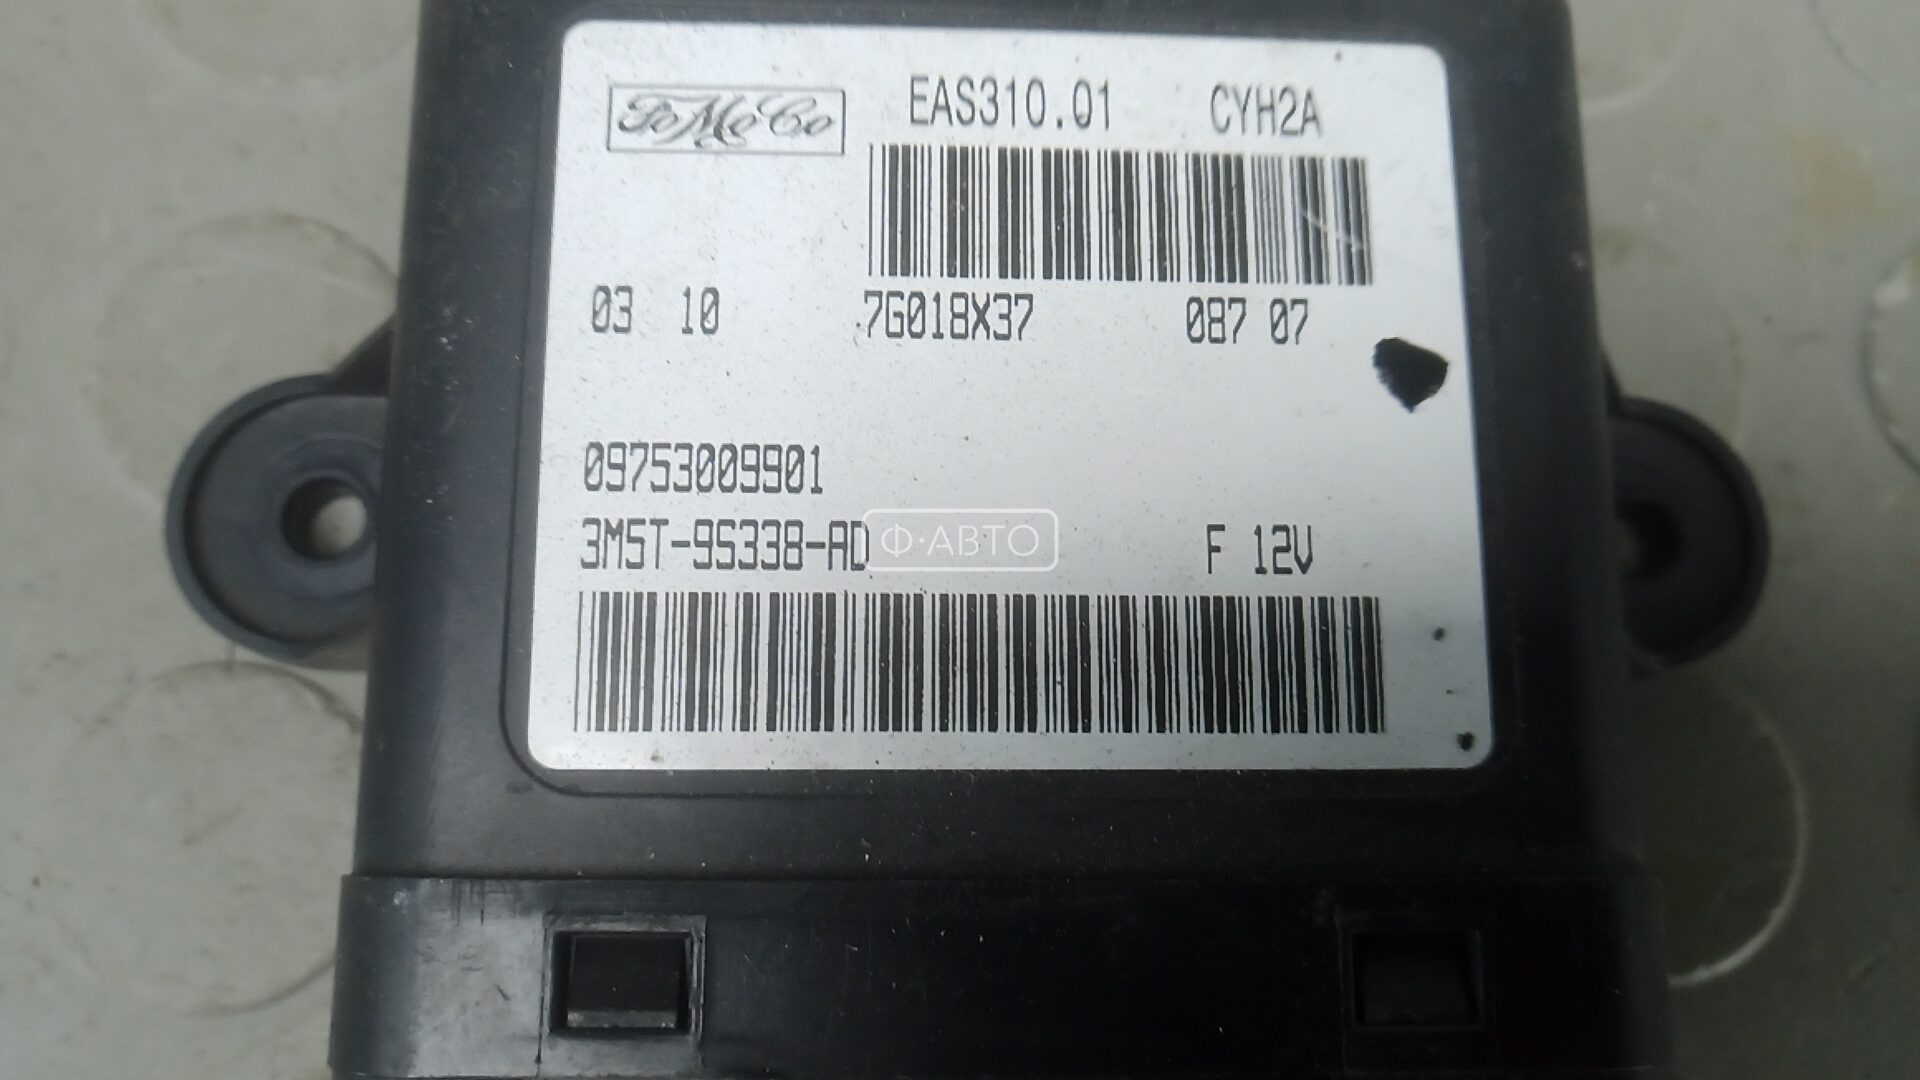 FoMoCo EAS310.01 CYH2A
03 10 7G018X37 087 07
09753009901
3M5T-9S338-AD F 12V
Ф·АВТО